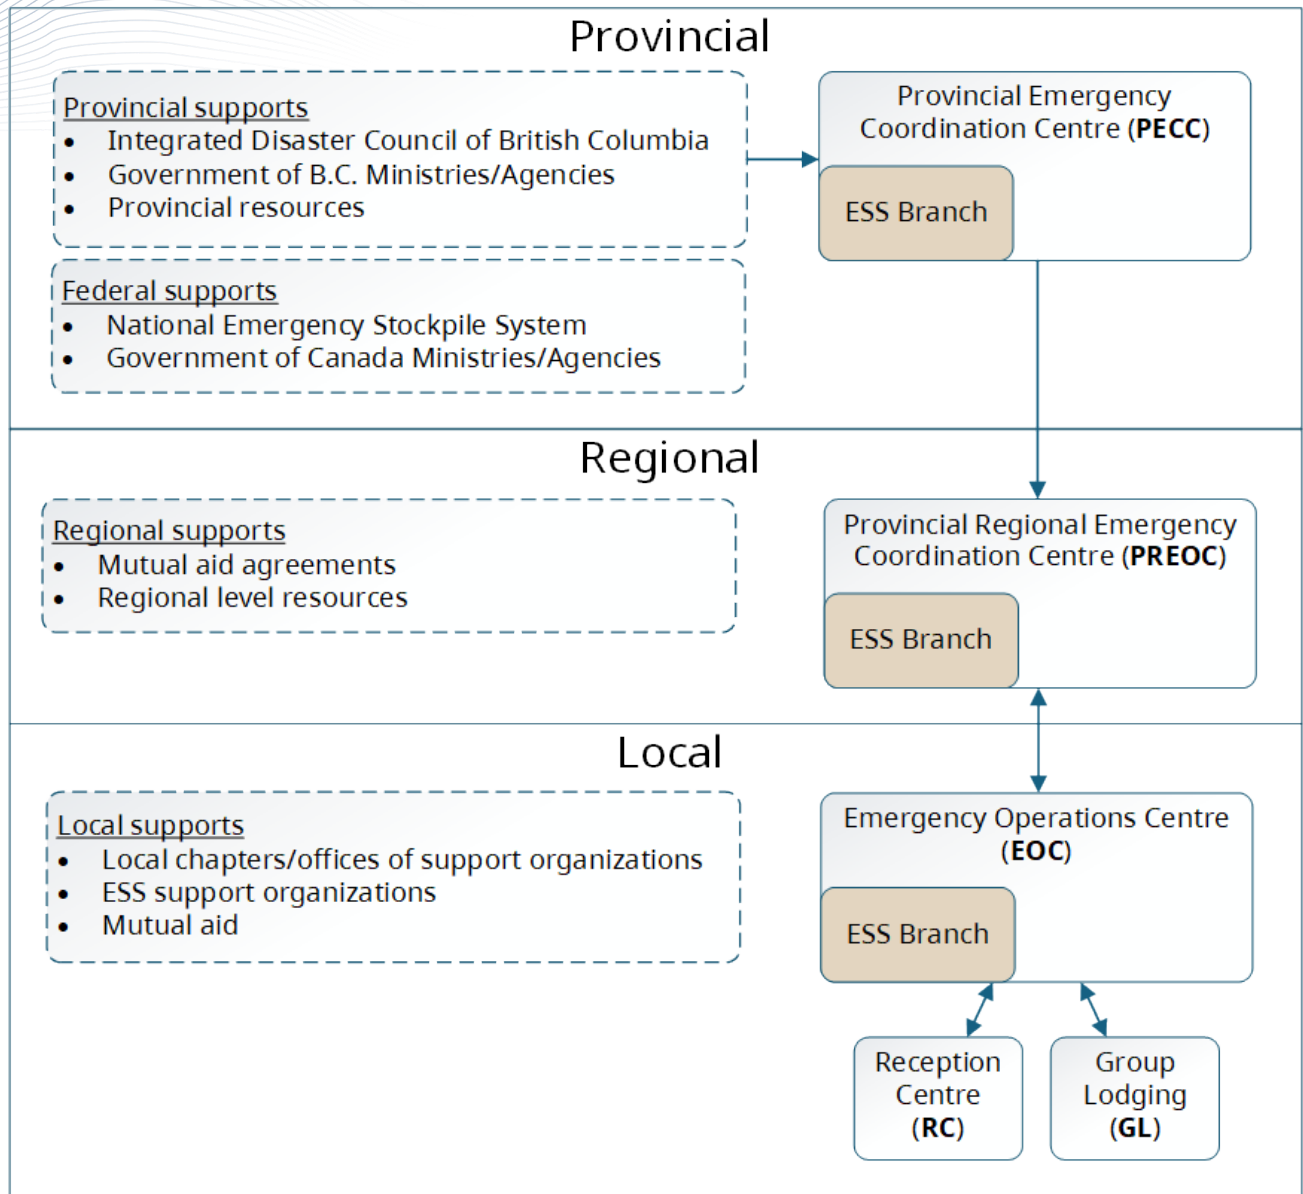 Provincial
Provincial supports
• Integrated Disaster Council of British Columbia
• Government of B.C. Ministries/Agencies
• Provincial resources
Provincial Emergency
Coordination Centre (PECC)
ESS Branch
Federal supports
• National Emergency Stockpile System
• Government of Canada Ministries/Agencies
Regional
Regional supports
• Mutual aid agreements
• Regional level resources
Provincial Regional Emergency
Coordination Centre (PREOC)
ESS Branch
Local
Local supports
• Local chapters/offices of support organizations
• ESS support organizations
• Mutual aid
Emergency Operations Centre
(EOC)
ESS Branch
Reception
Centre
(RC)
Group
Lodging
(GL)